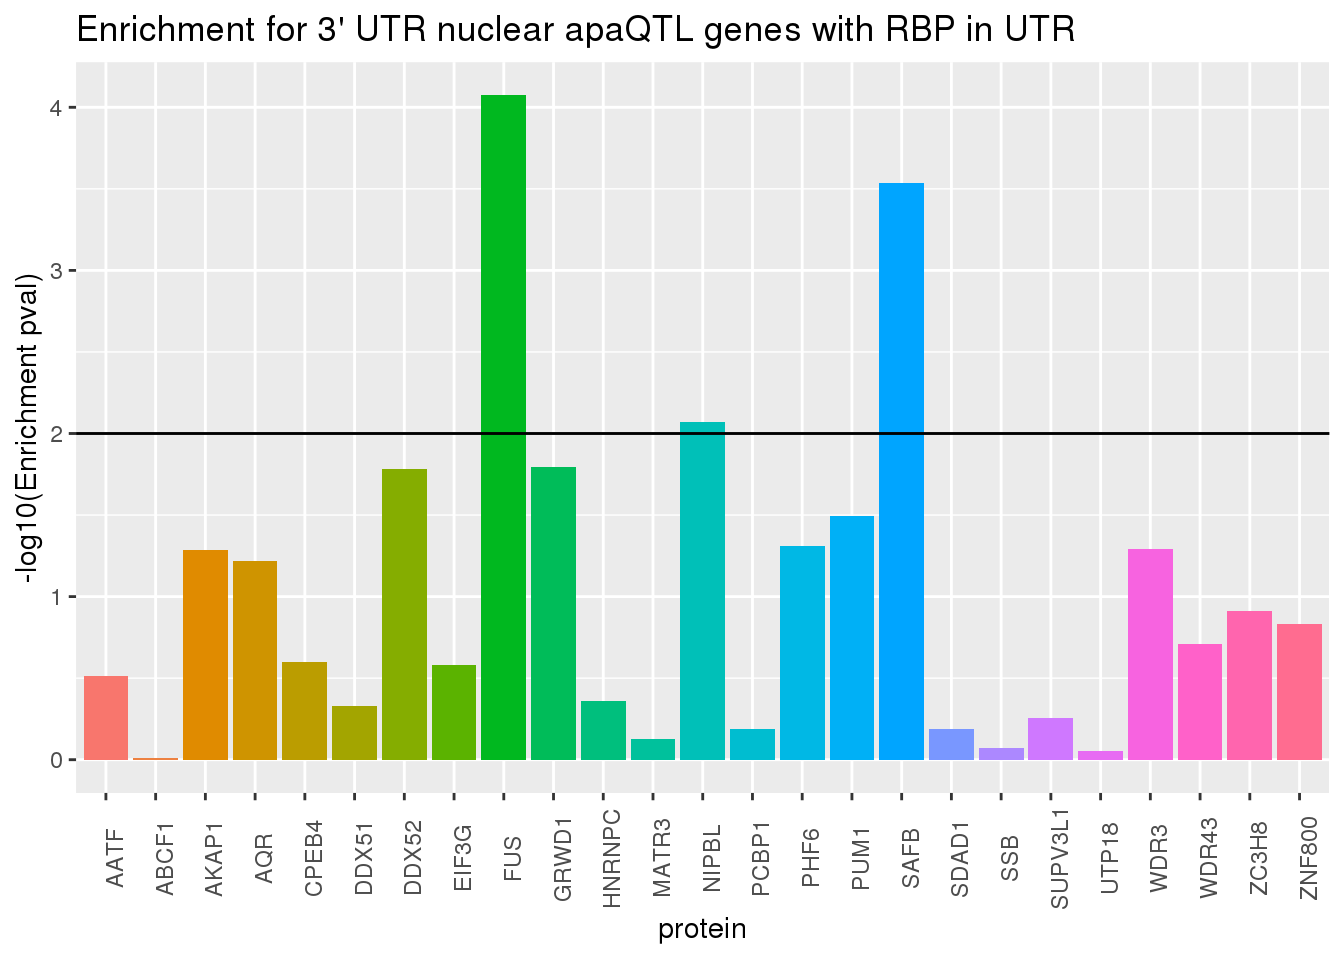 Enrichment for 3' UTR nuclear apaQTL genes with RBP in UTR
-log10(Enrichment pval)
4
3
2
1
0
AATF
ABCF1
AKAP1
AQR
CPEB4
DDX51
DDX52
EIF3G
FUS
GRWD1
HNRNPC
MATR3
NIPBL
PCBP1
PHF6
PUM1
SAFB
SDAD1
SSB
SUPV3L1
UTP18
WDR3
WDR43
ZC3H8
ZNF800
protein